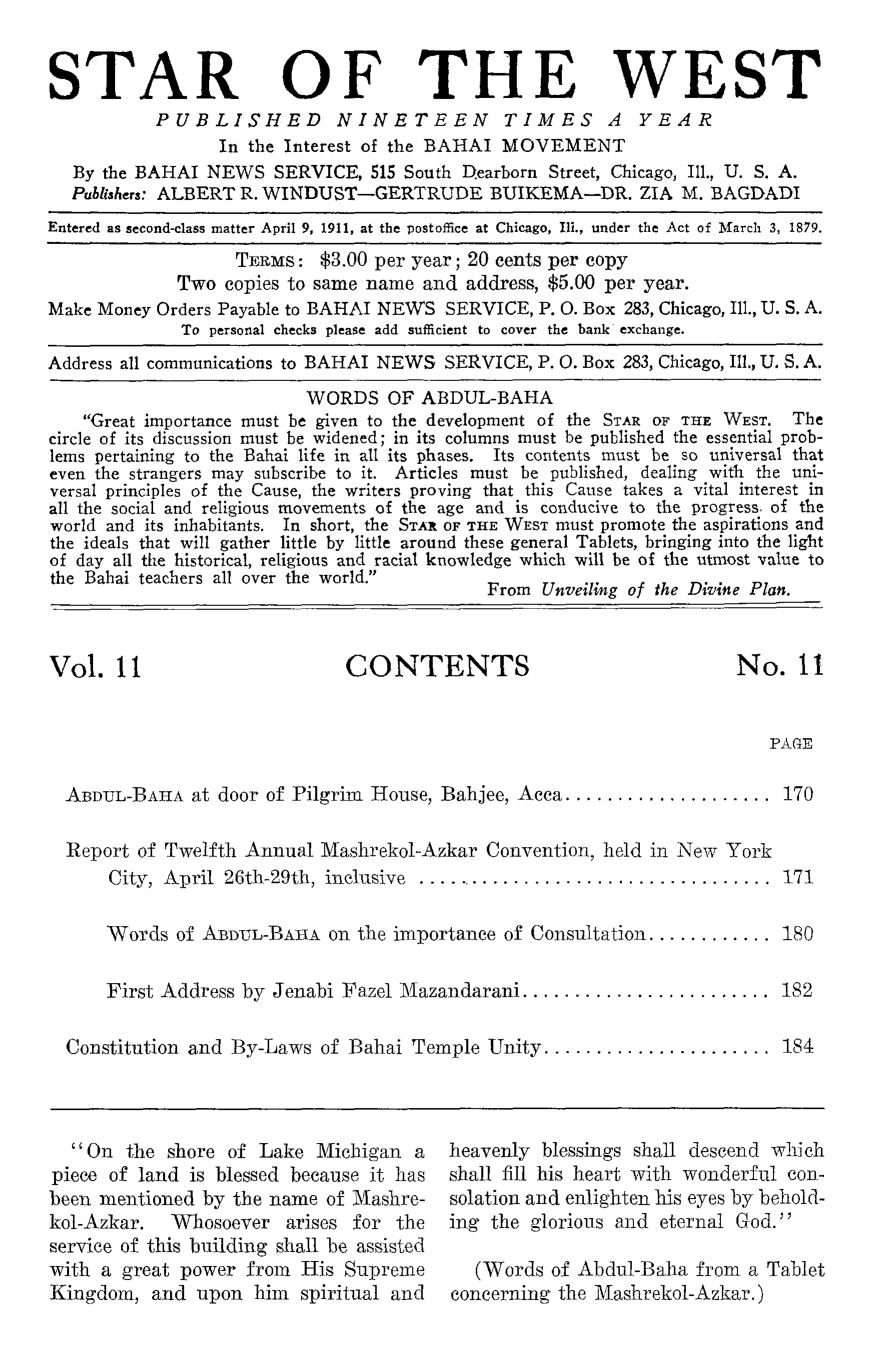 STAR OF THE WEST
PUBLISHED NINETEEN TIMES A YEAR
In the Interest of the BAHAI MOVEMENT
By the BAHAI NEWS SERVICE, 515 South Dearborn Street, Chicago, Ill., U. S. A.
Publishers: ALBERT R. WINDUST—GERTRUDE BUIKEMA—DR. ZIA M. BAGDADI
Entered as second-class matter April 9, 1911, at the postoffice at Chicago, Ill., under the Act of March 3, 1879.
TERMS: $3.00 per year; 20 cents per copy
Two copies to same name and address, $5.00 per year.
Make Money Orders Payable to BAHAI NEWS SERVICE, P. O. Box 283, Chicago, Ill., U. S. A.
To personal checks please add sufficient to cover the bank exchange.
Address all communications to BAHAI NEWS SERVICE, P. O. Box 283, Chicago, Ill., U. S. A.
WORDS OF ABDUL-BAHA
"Great importance must be given to the development of the STAR OF THE WEST. The
circle of its discussion must be widened; in its columns must be published the essential prob-
lems pertaining to the Bahai life in all its phases. Its contents must be so universal that
even the strangers may subscribe to it. Articles must be published, dealing with the uni-
versal principles of the Cause, the writers proving that this Cause takes a vital interest in
all the social and religious movements of the age and is conducive to the progress of the
world and its inhabitants. In short, the STAR OF THE WEST must promote the aspirations and
the ideals that will gather little by little around these general Tablets, bringing into the light
of day all the historical, religious and racial knowledge which will be of the utmost value to
the Bahai teachers all over the world."
From Unveiling of the Divine Plan.
Vol. 11 CONTENTS No. 11
PAGE
ABDUL-BAHA at door of Pilgrim House, Bahjee, Acca.................... 170
Report of Twelfth Annual Mashrekol-Azkar Convention, held in New York
City, April 26th-29th, inclusive .................................. 171
Words of ABDUL-BAHA on the importance of Consultation............ 180
First Address by Jenabi Fazel Mazandarani........................ 182
Constitution and By-Laws of Bahai Temple Unity...................... 184
"On the shore of Lake Michigan a
piece of land is blessed because it has
been mentioned by the name of Mashre-
kol-Azkar. Whosoever arises for the
service of this building shall be assisted
with a great power from His Supreme
Kingdom, and upon him spiritual and
heavenly blessings shall descend which
shall fill his heart with wonderful con-
solation and enlighten his eyes by behold-
ing the glorious and eternal God."
(Words of Abdul-Baha from a Tablet
concerning the Mashrekol-Azkar.)